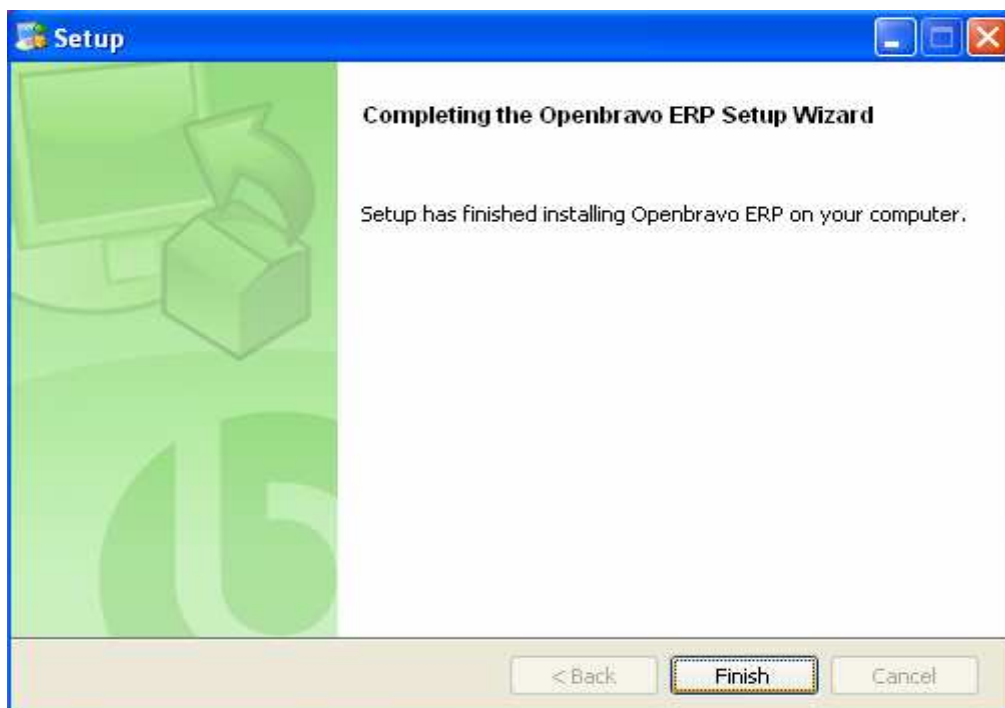 Setup
Completing the Openbravo ERP Setup Wizard
Setup has finished installing Openbravo ERP on your computer.
< Back Finish Cancel